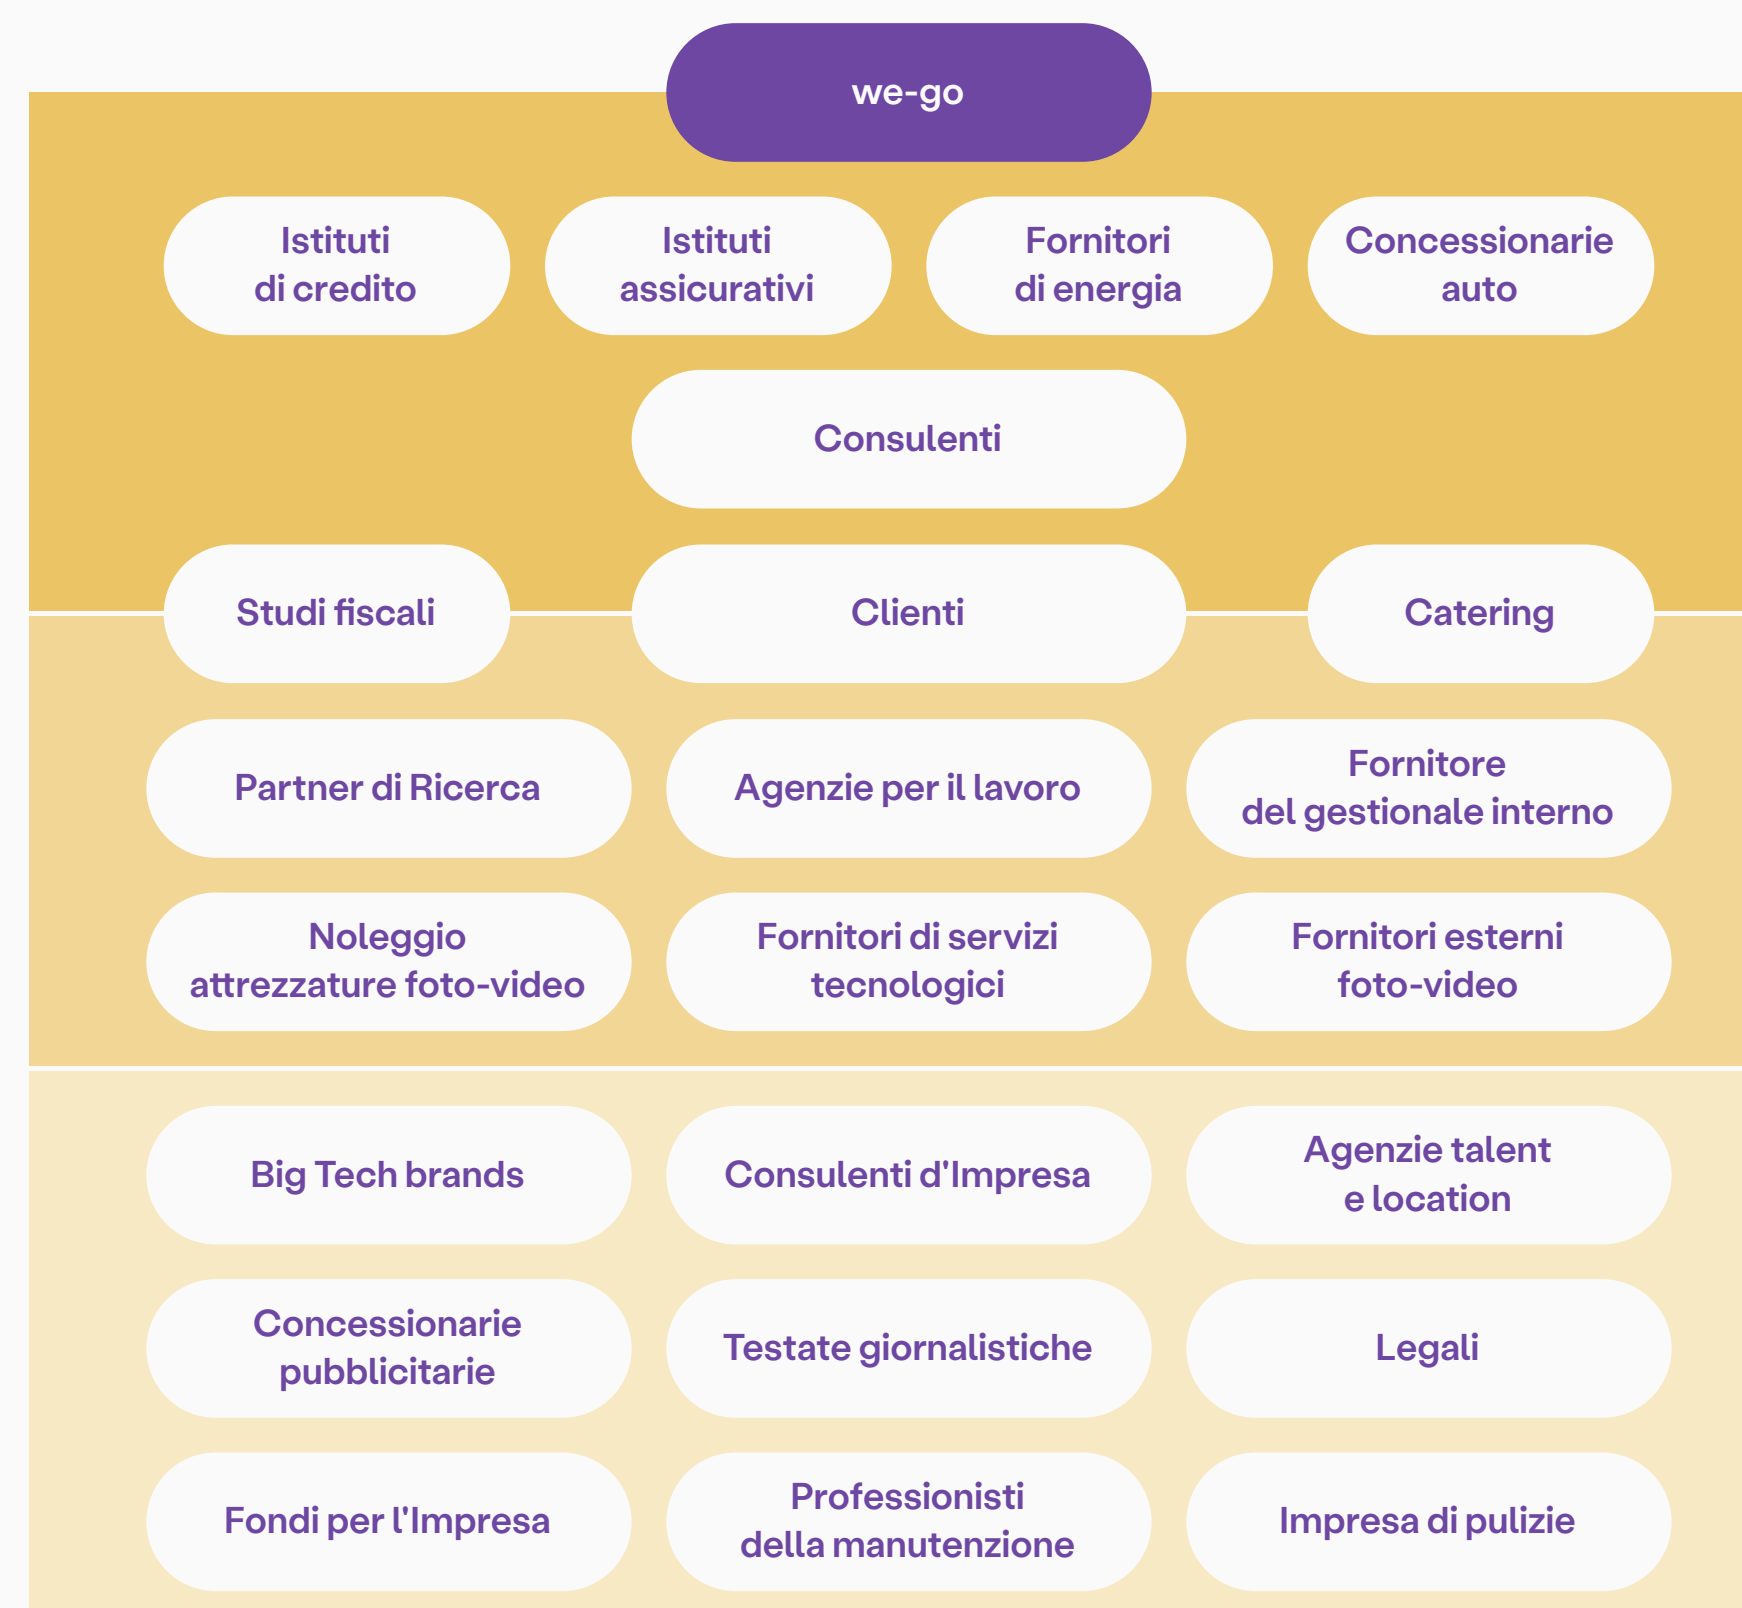 we-go
Istituti
di credito
Istituti
assicurativi
Fornitori
di energia
Concessionarie
auto
Consulenti
Studi fiscali
Clienti
Catering
Partner di Ricerca
Agenzie per il lavoro
Fornitore
del gestionale interno
Noleggio
attrezzature foto-video
Fornitori di servizi
tecnologici
Fornitori esterni
foto-video
Big Tech brands
Consulenti d'Impresa
Agenzie talent
e location
Concessionarie
pubblicitarie
Testate giornalistiche
Legali
Fondi per l'Impresa
Professionisti
della manutenzione
Impresa di pulizie